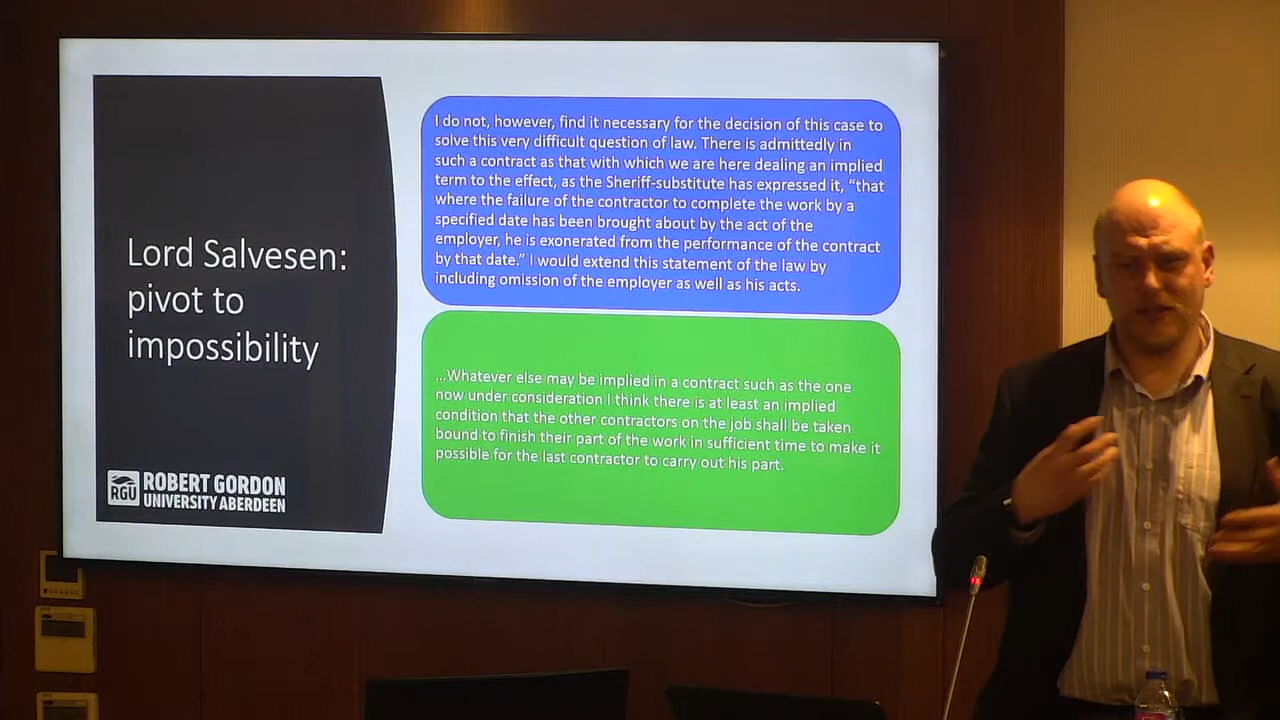 Lord Salvesen:
pivot to
impossibility
RGU
ROBERT GORDON
UNIVERSITY ABERDEEN
I do not, however, find it necessary for the decision of this case to
solve this very difficult question of law. There is admittedly in
such a contract as that with which we are here dealing an implied
term to the effect, as the Sheriff-substitute has expressed it, “that
where the failure of the contractor to complete the work by a
specified date has been brought about by the act of the
employer, he is exonerated from the performance of the contract
by that date.” I would extend this statement of the law by
including omission of the employer as well as his acts.
...Whatever else may be implied in a contract such as the one
now under consideration I think there is at least an implied
condition that the other contractors on the job shall be taken
bound to finish their part of the work in sufficient time to make it
possible for the last contractor to carry out his part.